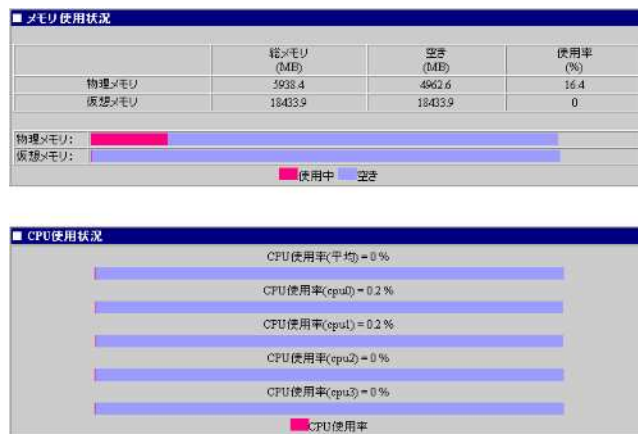 ■ メモリ使用状況
総メモリ (MB) 空き (MB) 使用率 (%)
物理メモリ 5938.4 4962.6 16.4
仮想メモリ 18433.9 18433.9 0
物理メモリ:
仮想メモリ:
使用中 空き
■ CPU使用状況
CPU使用率(平均) = 0 %
CPU使用率(cpu0) = 0.2 %
CPU使用率(cpu1) = 0.2 %
CPU使用率(cpu2) = 0 %
CPU使用率(cpu3) = 0 %
CPU使用率